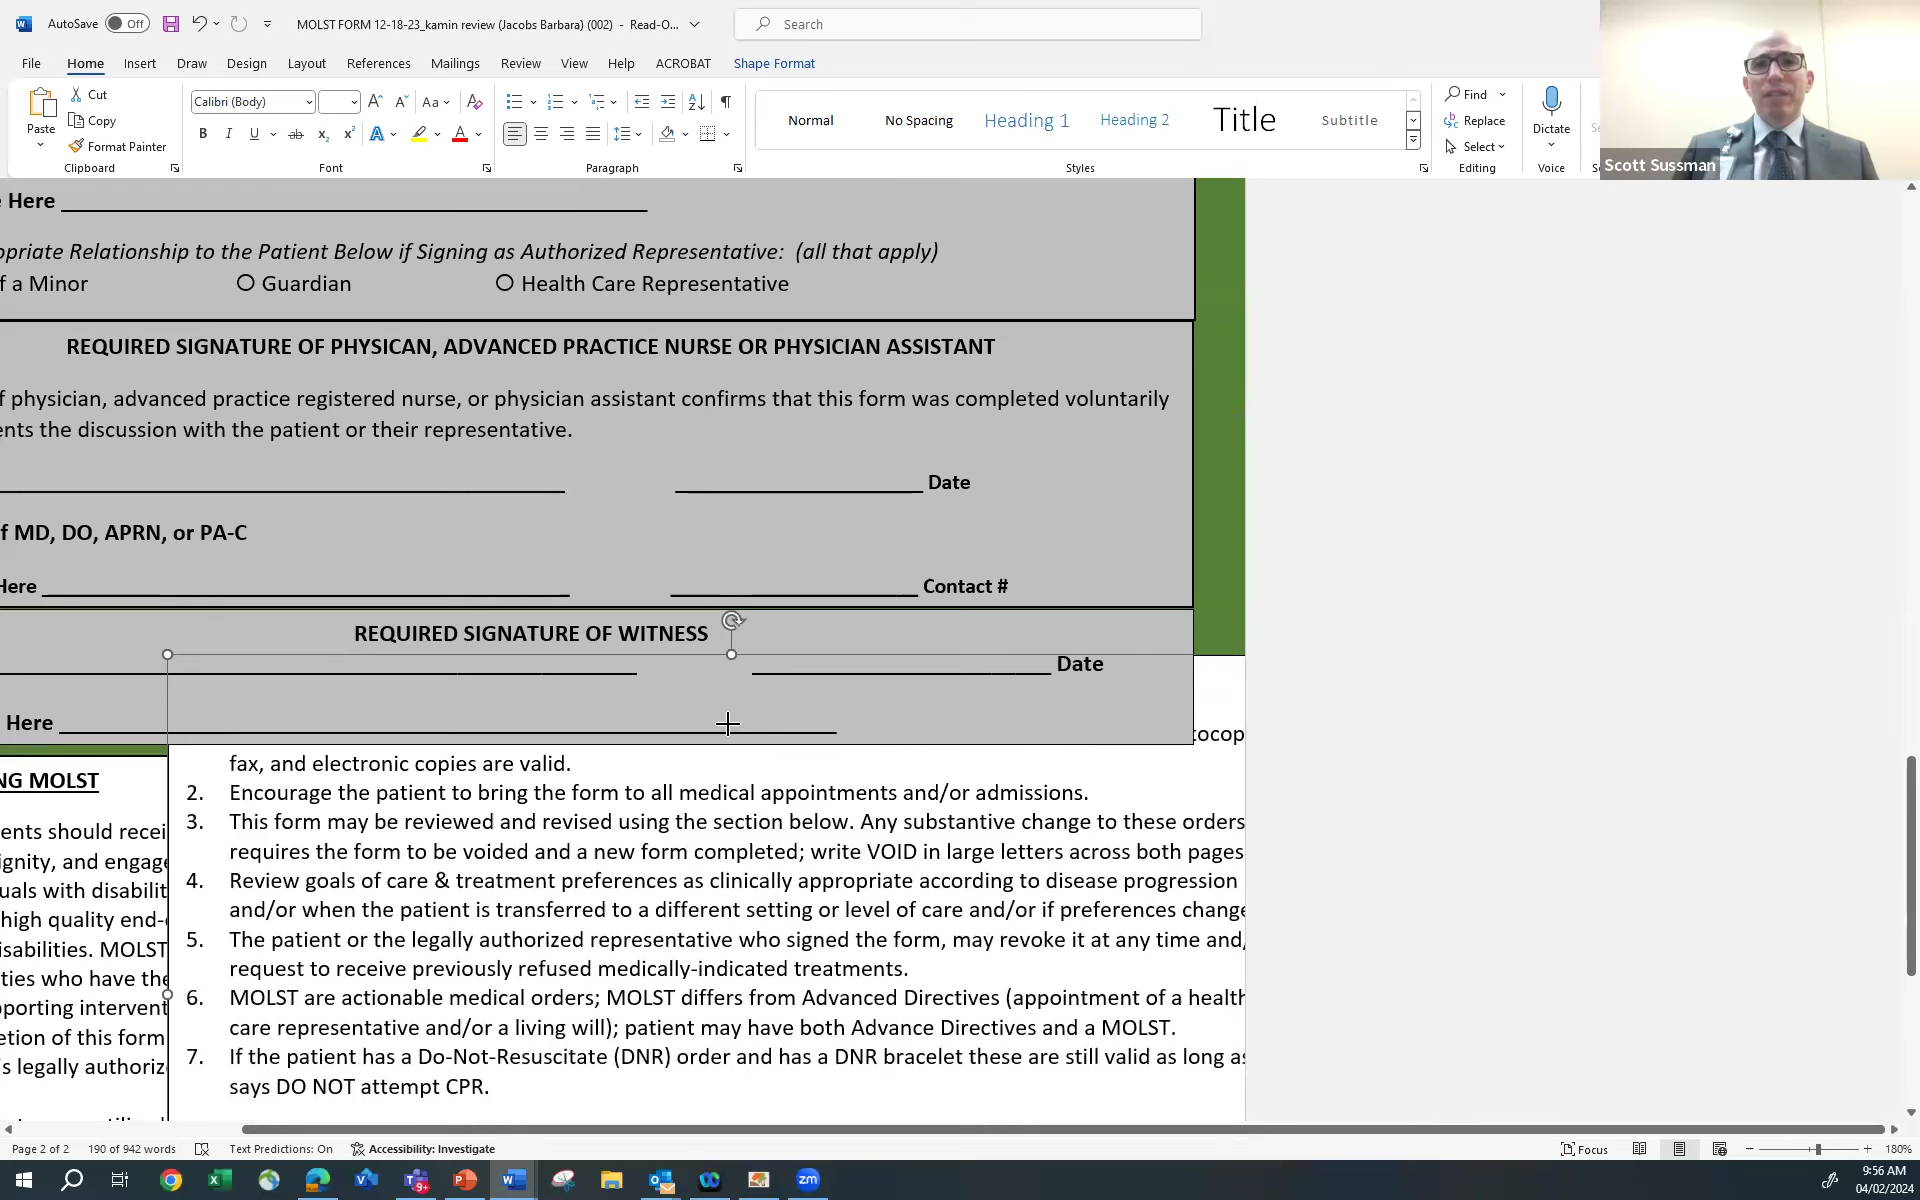 AutoSave Off MOLST FORM 12-18-23_kamin review (Jacobs Barbara) (002) - Read-O... Search
File Home Insert Draw Design Layout References Mailings Review View Help ACROBAT Shape Format
Paste
Cut
Copy
Format Painter
Clipboard
Calibri (Body)
Font
Paragraph
Normal No Spacing Heading 1 Heading 2 Title Subtitle
Styles
Find
Replace
Select
Editing
Dictate
Voice
Scott Sussman
Here
opriate Relationship to the Patient Below if Signing as Authorized Representative: (all that apply)
f a Minor Guardian Health Care Representative
REQUIRED SIGNATURE OF PHYSICAN, ADVANCED PRACTICE NURSE OR PHYSICIAN ASSISTANT
f physician, advanced practice registered nurse, or physician assistant confirms that this form was completed voluntarily
ents the discussion with the patient or their representative.
Date
f MD, DO, APRN, or PA-C
Here Contact #
REQUIRED SIGNATURE OF WITNESS
Date
Here
tocop
fax, and electronic copies are valid.
2. Encourage the patient to bring the form to all medical appointments and/or admissions.
3. This form may be reviewed and revised using the section below. Any substantive change to these orders
requires the form to be voided and a new form completed; write VOID in large letters across both pages
4. Review goals of care & treatment preferences as clinically appropriate according to disease progression
and/or when the patient is transferred to a different setting or level of care and/or if preferences change
5. The patient or the legally authorized representative who signed the form, may revoke it at any time and/
request to receive previously refused medically-indicated treatments.
6. MOLST are actionable medical orders; MOLST differs from Advanced Directives (appointment of a health
care representative and/or a living will); patient may have both Advance Directives and a MOLST.
7. If the patient has a Do-Not-Resuscitate (DNR) order and has a DNR bracelet these are still valid as long as
says DO NOT attempt CPR.
NG MOLST
ents should recei
ignity, and engage
uals with disabilit
high quality end-
isabilities. MOLST
ties who have the
pporting intervent
etion of this form
's legally authoriz
Page 2 of 2 190 of 942 words Text Predictions: On Accessibility: Investigate Focus 180%
9:56 AM
04/02/2024